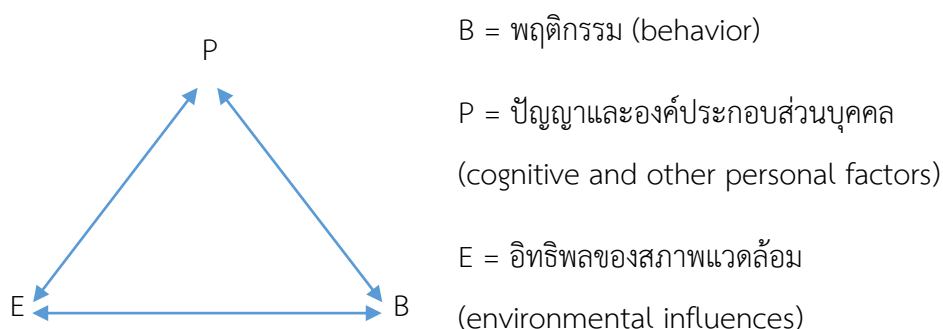 P
E
B
B = พฤติกรรม (behavior)
P = ปัญญาและองค์ประกอบส่วนบุคคล
(cognitive and other personal factors)
E = อิทธิพลของสภาพแวดล้อม
(environmental influences)